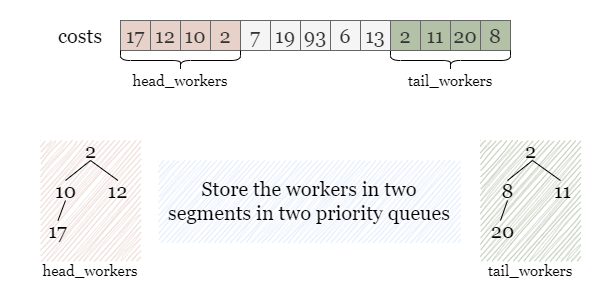 costs 17 12 10 2 7 19 93 6 13 2 11 20 8
head_workers tail_workers
2 2
10 12 8 11
17 20
Store the workers in two
segments in two priority queues
head_workers tail_workers